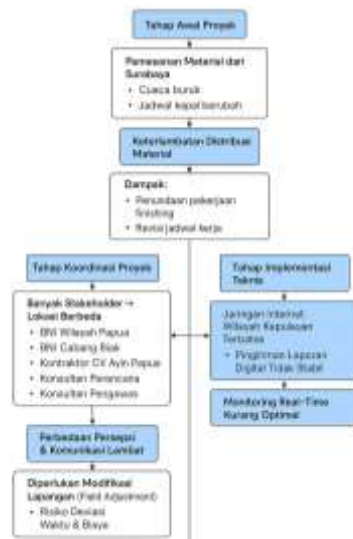 Tahap Awal Proyek
Pemesanan Material dari
Surabaya
• Cuaca buruk
• Jadwal kapal berubah
Keterlambatan Distribusi
Material
Dampak:
• Penundaan pekerjaan
finishing
• Revisi jadwal kerja
Tahap Koordinasi Proyek
Banyak Stakeholder →
Lokasi Berbeda
• BNI Wilayah Papua
• BNI Cabang Biak
• Kontraktor CV Ayin Papua
• Konsultan Perencana
• Konsultan Pengawas
Perbedaan Persepsi
& Komunikasi Lambat
Diperlukan Modifikasi
Lapangan (Field Adjustment)
• Risiko Deviasi
Waktu & Biaya
Tahap Implementasi
Teknis
Jaringan Internet
Wilayah Kepulauan
Terbatas
• Pengiriman Laporan
Digital Tidak Stabil
Monitoring Real-Time
Kurang Optimal